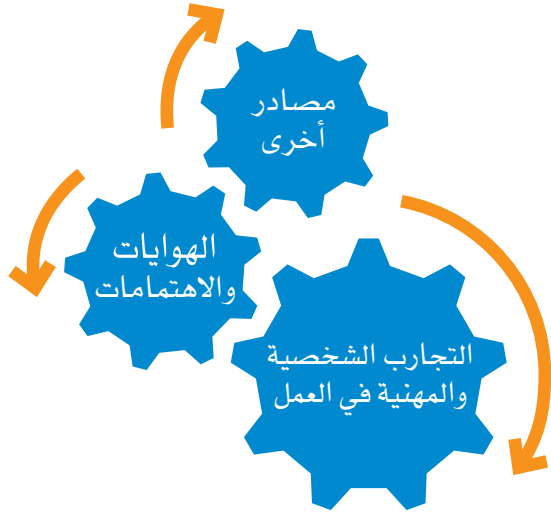 مصادر
أخرى
الهوايات
والاهتمامات
التجارب الشخصية
والمهنية في العمل